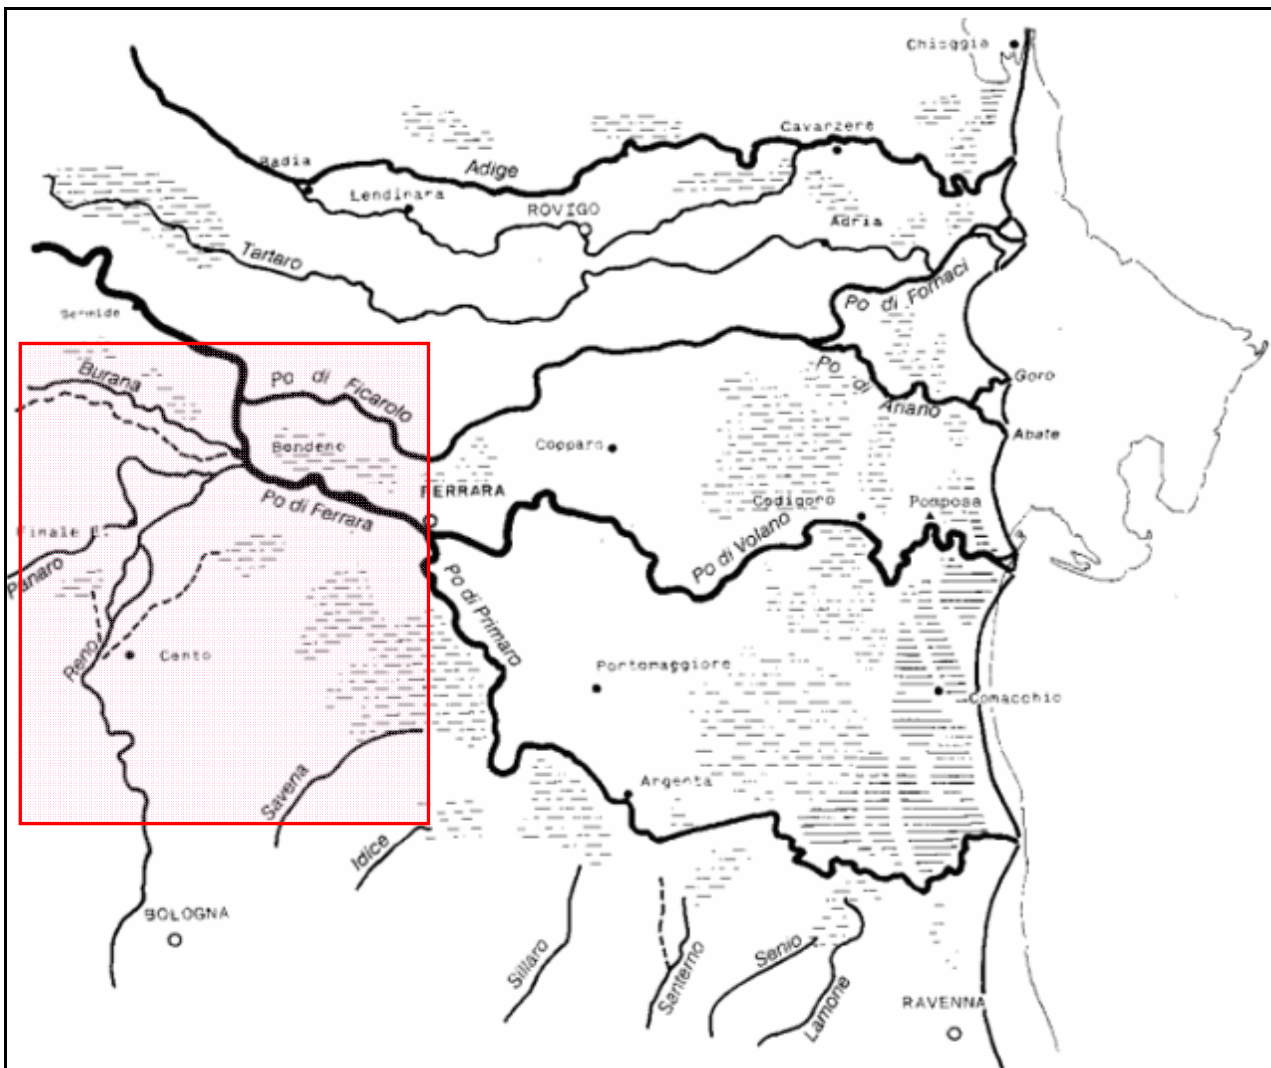 Chioggia
Cavarzere
Badia
Adige
Lendinara
ROVIGO
Adria
Tartaro
Po di Fornaci
Sermide
Burana
Po di Ficarolo
Po di Ariano
Goro
Abate
Bondeno
Copparo
FERRARA
Po di Ferrara
Codigoro
Pomposa
Finale E.
Po di Volano
Panaro
Po di Primaro
Reno
Cento
Portomaggiore
Comacchio
Argenta
Savena
Idice
BOLOGNA
Sillaro
Santerno
Senio
Lamone
RAVENNA